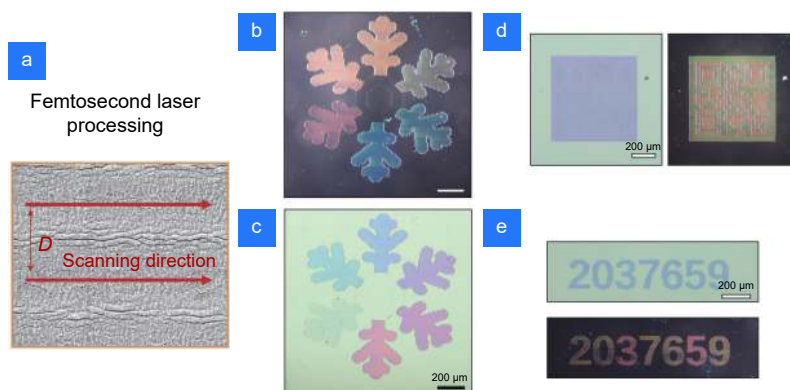 a
Femtosecond laser
processing
D
Scanning direction
b
c
200 µm
d
200 µm
e
2037659
200 µm
2037659